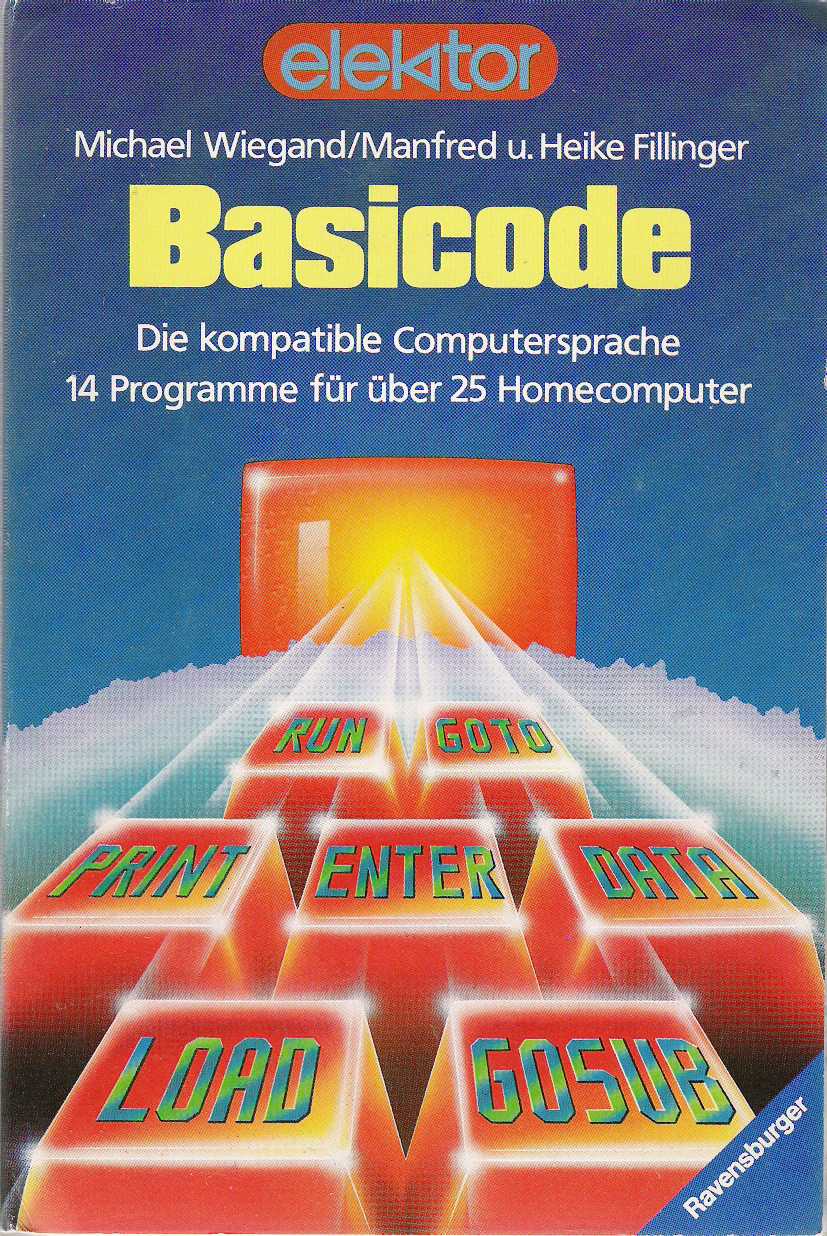 elektor
Michael Wiegand/Manfred u. Heike Fillinger
Basicode
Die kompatible Computersprache
14 Programme für über 25 Homecomputer
RUN GOTO
PRINT ENTER DATA
LOAD GOSUB
Ravensburger